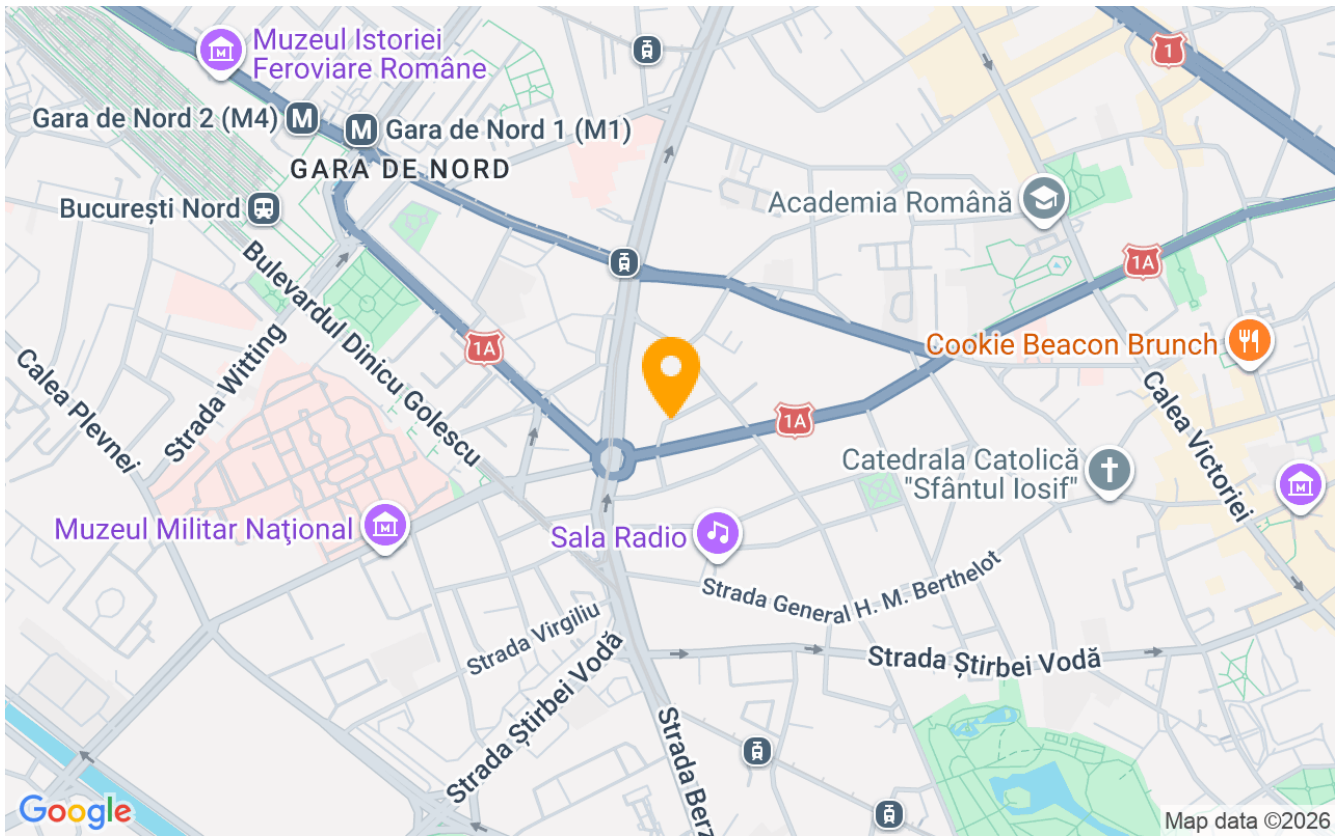 Muzeul Istoriei
Feroviare Române
1
Gara de Nord 2 (M4)
M
M
Gara de Nord 1 (M1)
GARA DE NORD
București Nord
Academia Română
1A
Bulevardul Dinicu Golescu
Strada Witting
Calea Plevnei
1A
Cookie Beacon Brunch
Calea Victoriei
1A
Catedrala Catolică
"Sfântul Iosif"
Muzeul Militar Naţional
Sala Radio
Strada General H. M. Berthelot
Strada Virgiliu
Strada Știrbei Vodă
Strada Știrbei Vodă
Strada Berz
Google
Map data ©2026